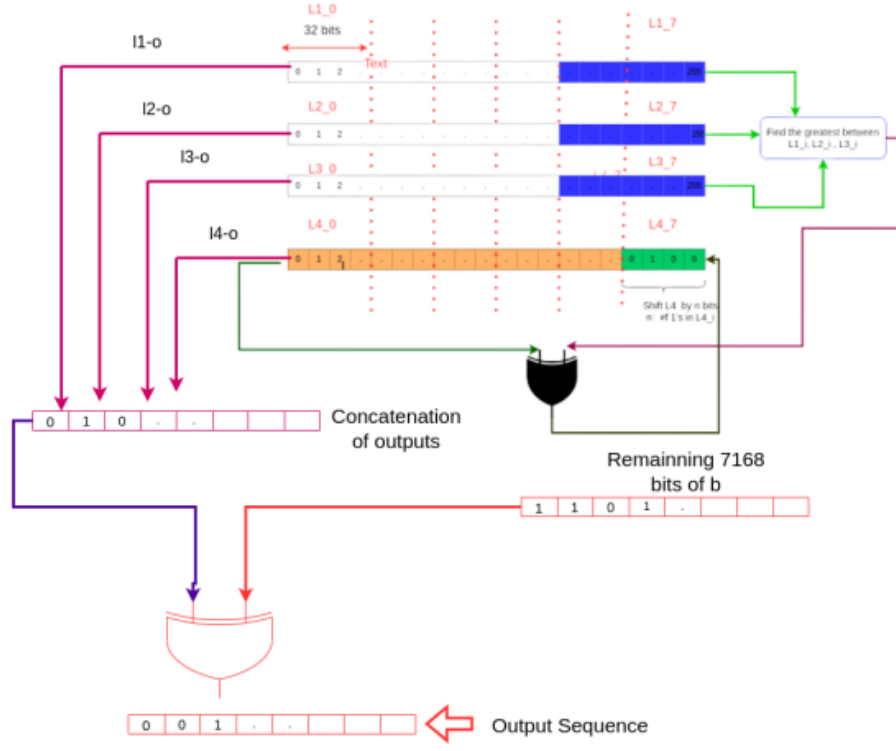 L1_0
L1_7
32 bits
l1-o
Text
0 1 2 . . . . . . . . . . . . . . . . 255
L2_0
L2_7
l2-o
0 1 2 . . . . . . . . . . . . . . . . 255
Find the greatest between
L1_i, L2_i , L3_i
l3-o
L3_0
L3_7
0 1 2 . . . . . . . . . . . . . . . . 255
l4-o
L4_0
L4_7
0 1 2 . . . . . . . . . . . . . 0 1 0 0
Shift L4 by n bits
n: #f 1's in L4_i
0 1 0 . .
Concatenation
of outputs
Remainning 7168
bits of b
1 1 0 1 .
0 0 1 . .
Output Sequence